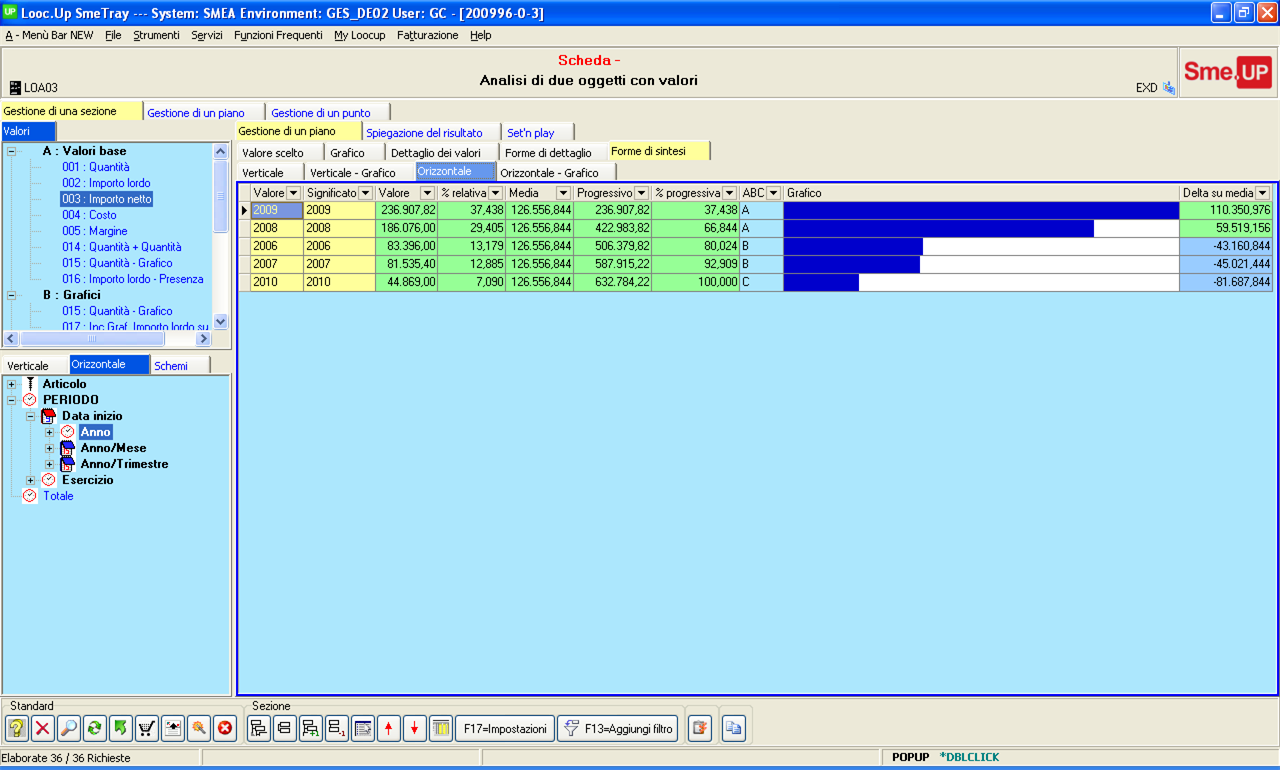 UP Looc.Up SmeTray --- System: SMEA Environment: GES_DE02 User: GC - [200996-0-3]
A - Menù Bar NEW File Strumenti Servizi Funzioni Frequenti My Loocup Fatturazione Help
Scheda -
Analisi di due oggetti con valori
LOA03
EXD
Sme.UP
Gestione di una sezione Gestione di un piano Gestione di un punto
Valori
A : Valori base
001 : Quantità
002 : Importo lordo
003 : Importo netto
004 : Costo
005 : Margine
014 : Quantità + Quantità
015 : Quantità - Grafico
016 : Importo lordo - Presenza
B : Grafici
015 : Quantità - Grafico
017 : Inc.Graf. Importo lordo su
Verticale Orizzontale Schemi
Articolo
PERIODO
Data inizio
Anno
Anno/Mese
Anno/Trimestre
Esercizio
Totale
Gestione di un piano Spiegazione del risultato Set'n play
Valore scelto Grafico Dettaglio dei valori Forme di dettaglio Forme di sintesi
Verticale Verticale - Grafico Orizzontale Orizzontale - Grafico
Valore Significato Valore % relativa Media Progressivo % progressiva ABC Grafico Delta su media
2009 2009 236.907,82 37,438 126.556,844 236.907,82 37,438 A 110.350,976
2008 2008 186.076,00 29,405 126.556,844 422.983,82 66,844 A 59.519,156
2006 2006 83.396,00 13,179 126.556,844 506.379,82 80,024 B -43.160,844
2007 2007 81.535,40 12,885 126.556,844 587.915,22 92,909 B -45.021,444
2010 2010 44.869,00 7,090 126.556,844 632.784,22 100,000 C -81.687,844
Standard Sezione
F17=Impostazioni F13=Aggiungi filtro
Elaborate 36 / 36 Richieste POPUP *DBLCLICK